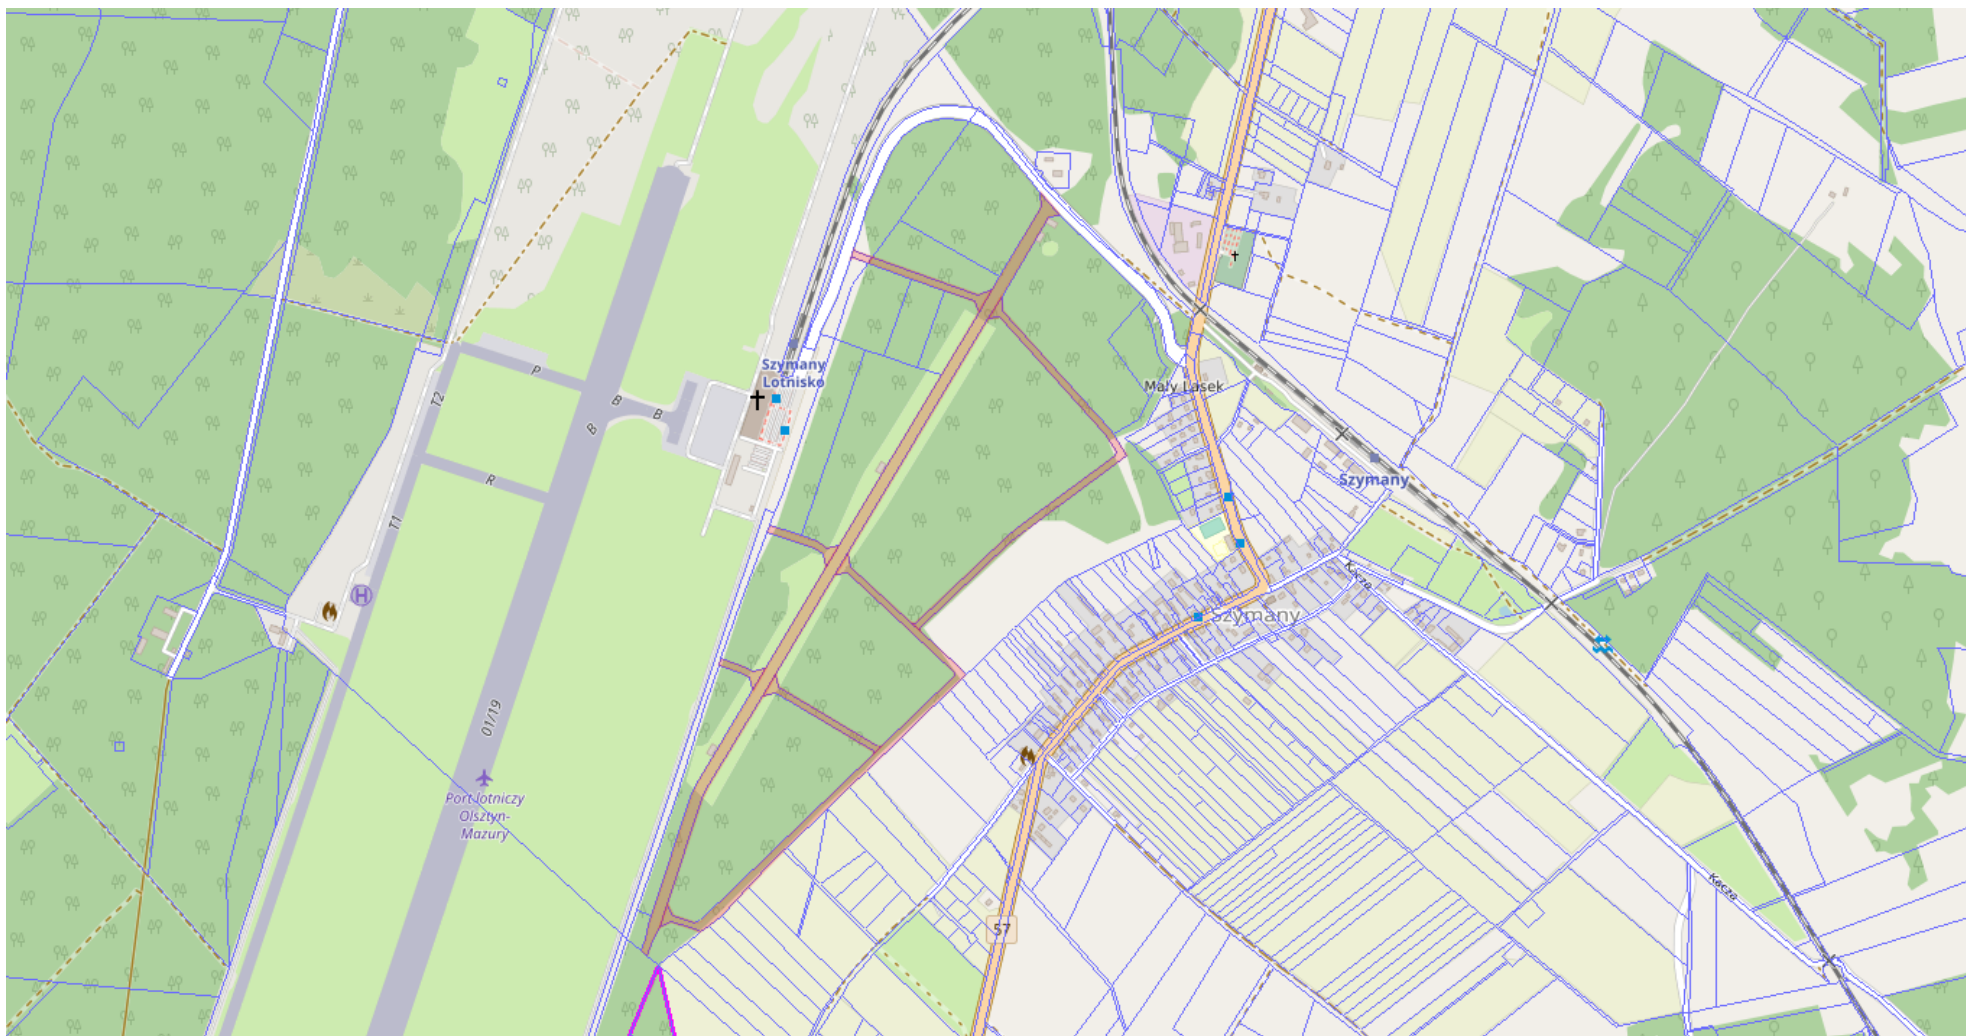 Szymany
Lotnisko
P
B
B
B
T2
R
T1
H
Mały Lasek
Szymany
Kacza
Szymany
01/19
Port lotniczy
Olsztyn-
Mazury
Kacza
57